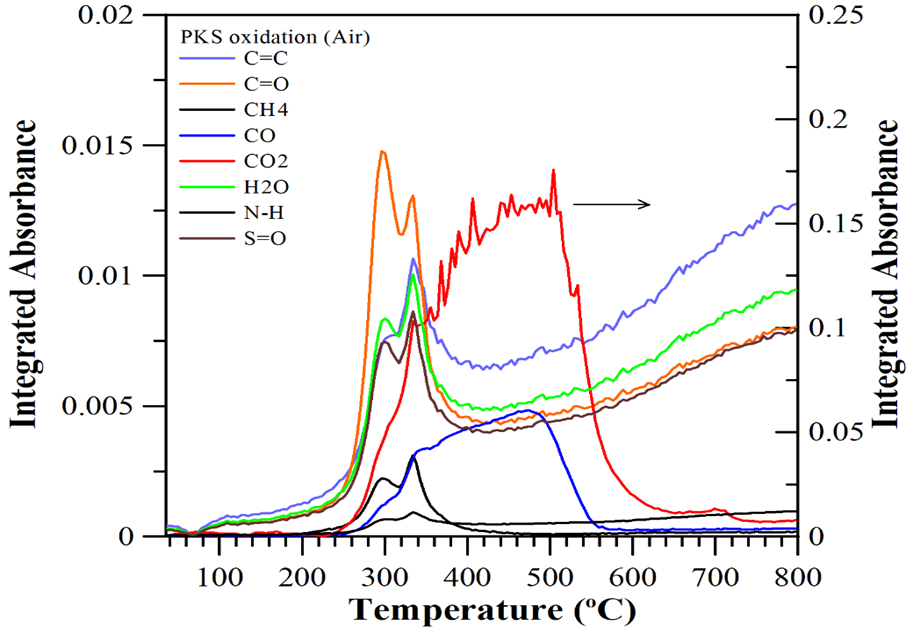 0.02
0.015
0.01
0.005
0
Integrated Absorbance
PKS oxidation (Air)
C=C
C=O
CH4
CO
CO2
H2O
N-H
S=O
0.25
0.2
0.15
0.1
0.05
0
Integrated Absorbance
100 200 300 400 500 600 700 800
Temperature (ºC)